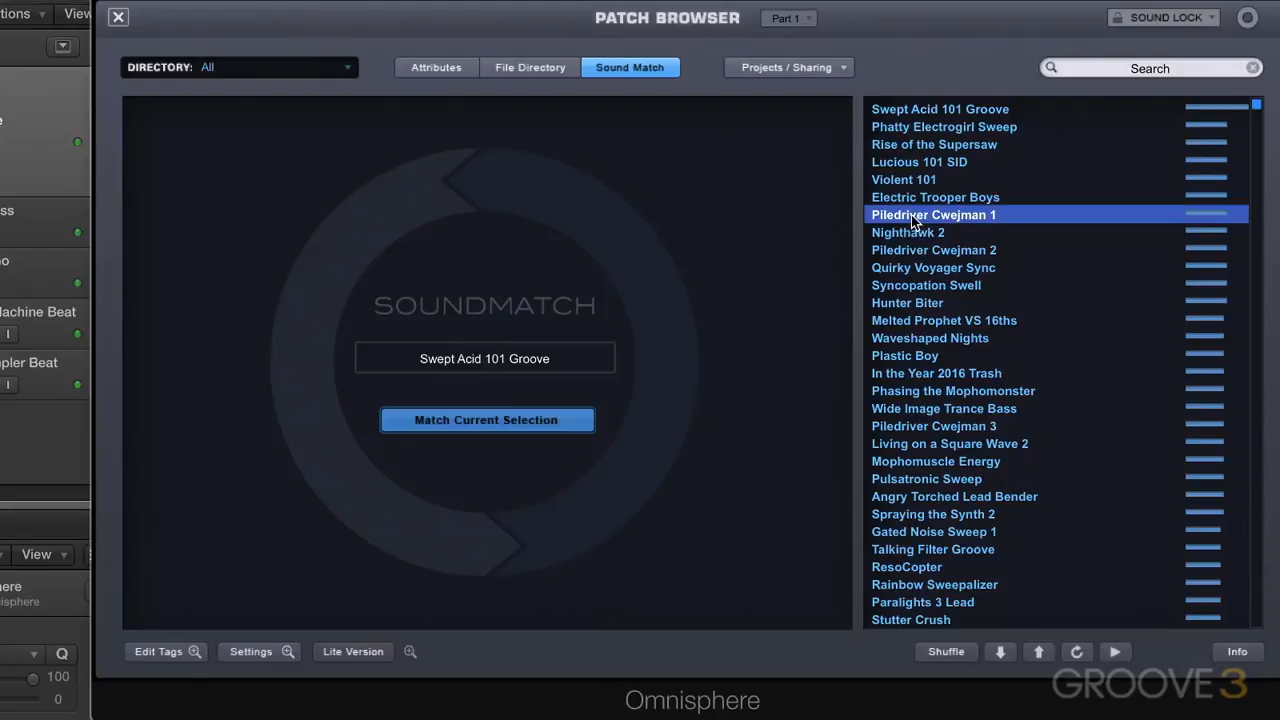 tions
View
PATCH BROWSER
Part 1
SOUND LOCK
DIRECTORY: All
Attributes
File Directory
Sound Match
Projects / Sharing
Search
e
ss
o
lachine Beat
I
pler Beat
I
SOUNDMATCH
Swept Acid 101 Groove
Match Current Selection
Swept Acid 101 Groove
Phatty Electrogirl Sweep
Rise of the Supersaw
Lucious 101 SID
Violent 101
Electric Trooper Boys
Piledriver Cwejman 1
Nighthawk 2
Piledriver Cwejman 2
Quirky Voyager Sync
Syncopation Swell
Hunter Biter
Melted Prophet VS 16ths
Waveshaped Nights
Plastic Boy
In the Year 2016 Trash
Phasing the Mophomonster
Wide Image Trance Bass
Piledriver Cwejman 3
Living on a Square Wave 2
Mophomuscle Energy
Pulsatronic Sweep
Angry Torched Lead Bender
Spraying the Synth 2
Gated Noise Sweep 1
Talking Filter Groove
ResoCopter
Rainbow Sweepalizer
Paralights 3 Lead
Stutter Crush
View
ere
nisphere
Q
100
0
Edit Tags
Settings
Lite Version
Shuffle
Info
Omnisphere
GROOVE 3